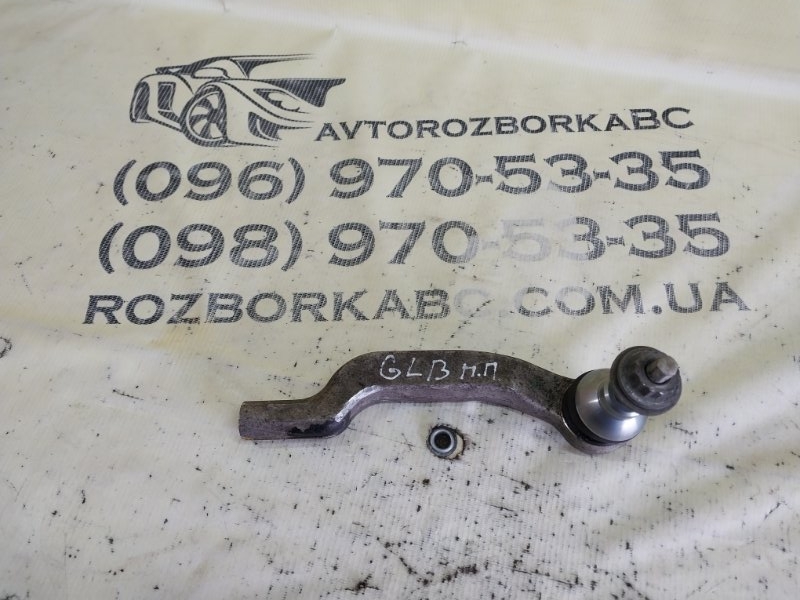 AVTOROZBORKABC
(096) 970-53-35
(098) 970-53-35
ROZBORKABC.COM.UA
GLB П.П